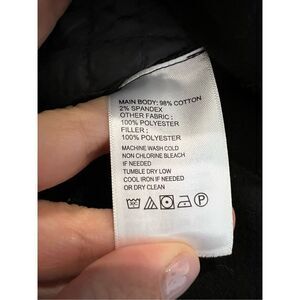 MAIN BODY: 98% COTTON
2% SPANDEX
OTHER FABRIC ;
100% POLYESTER
FILLER ;
100% POLYESTER
MACHINE WASH COLD
NON CHLORINE BLEACH
IF NEEDED
TUMBLE DRY LOW
COOL IRON IF NEEDED
OR DRY CLEAN
P